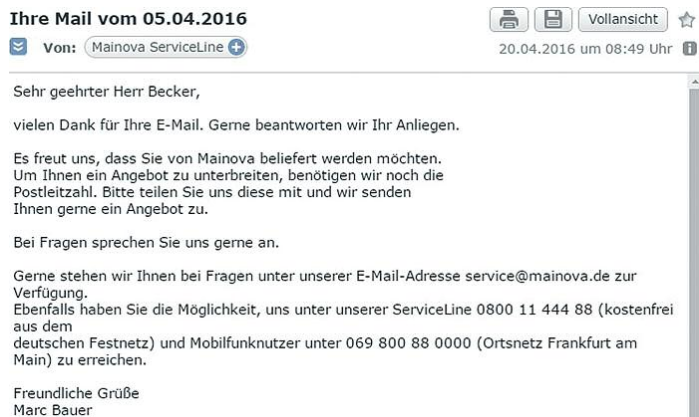 Ihre Mail vom 05.04.2016
Vollansicht
Von: Mainova ServiceLine
20.04.2016 um 08:49 Uhr
Sehr geehrter Herr Becker,
vielen Dank für Ihre E-Mail. Gerne beantworten wir Ihr Anliegen.
Es freut uns, dass Sie von Mainova beliefert werden möchten.
Um Ihnen ein Angebot zu unterbreiten, benötigen wir noch die
Postleitzahl. Bitte teilen Sie uns diese mit und wir senden
Ihnen gerne ein Angebot zu.
Bei Fragen sprechen Sie uns gerne an.
Gerne stehen wir Ihnen bei Fragen unter unserer E-Mail-Adresse service@mainova.de zur
Verfügung.
Ebenfalls haben Sie die Möglichkeit, uns unter unserer ServiceLine 0800 11 444 88 (kostenfrei
aus dem
deutschen Festnetz) und Mobilfunknutzer unter 069 800 88 0000 (Ortsnetz Frankfurt am
Main) zu erreichen.
Freundliche Grüße
Marc Bauer